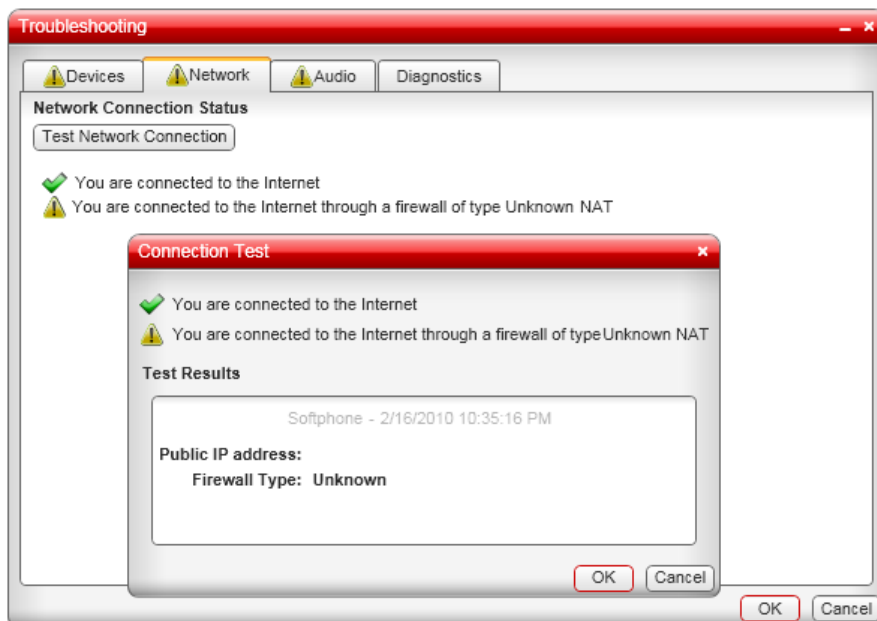 Troubleshooting
Devices Network Audio Diagnostics
Network Connection Status
Test Network Connection
You are connected to the Internet
You are connected to the Internet through a firewall of type Unknown NAT
Connection Test
You are connected to the Internet
You are connected to the Internet through a firewall of type Unknown NAT
Test Results
Softphone - 2/16/2010 10:35:16 PM
Public IP address:
Firewall Type: Unknown
OK Cancel
OK Cancel